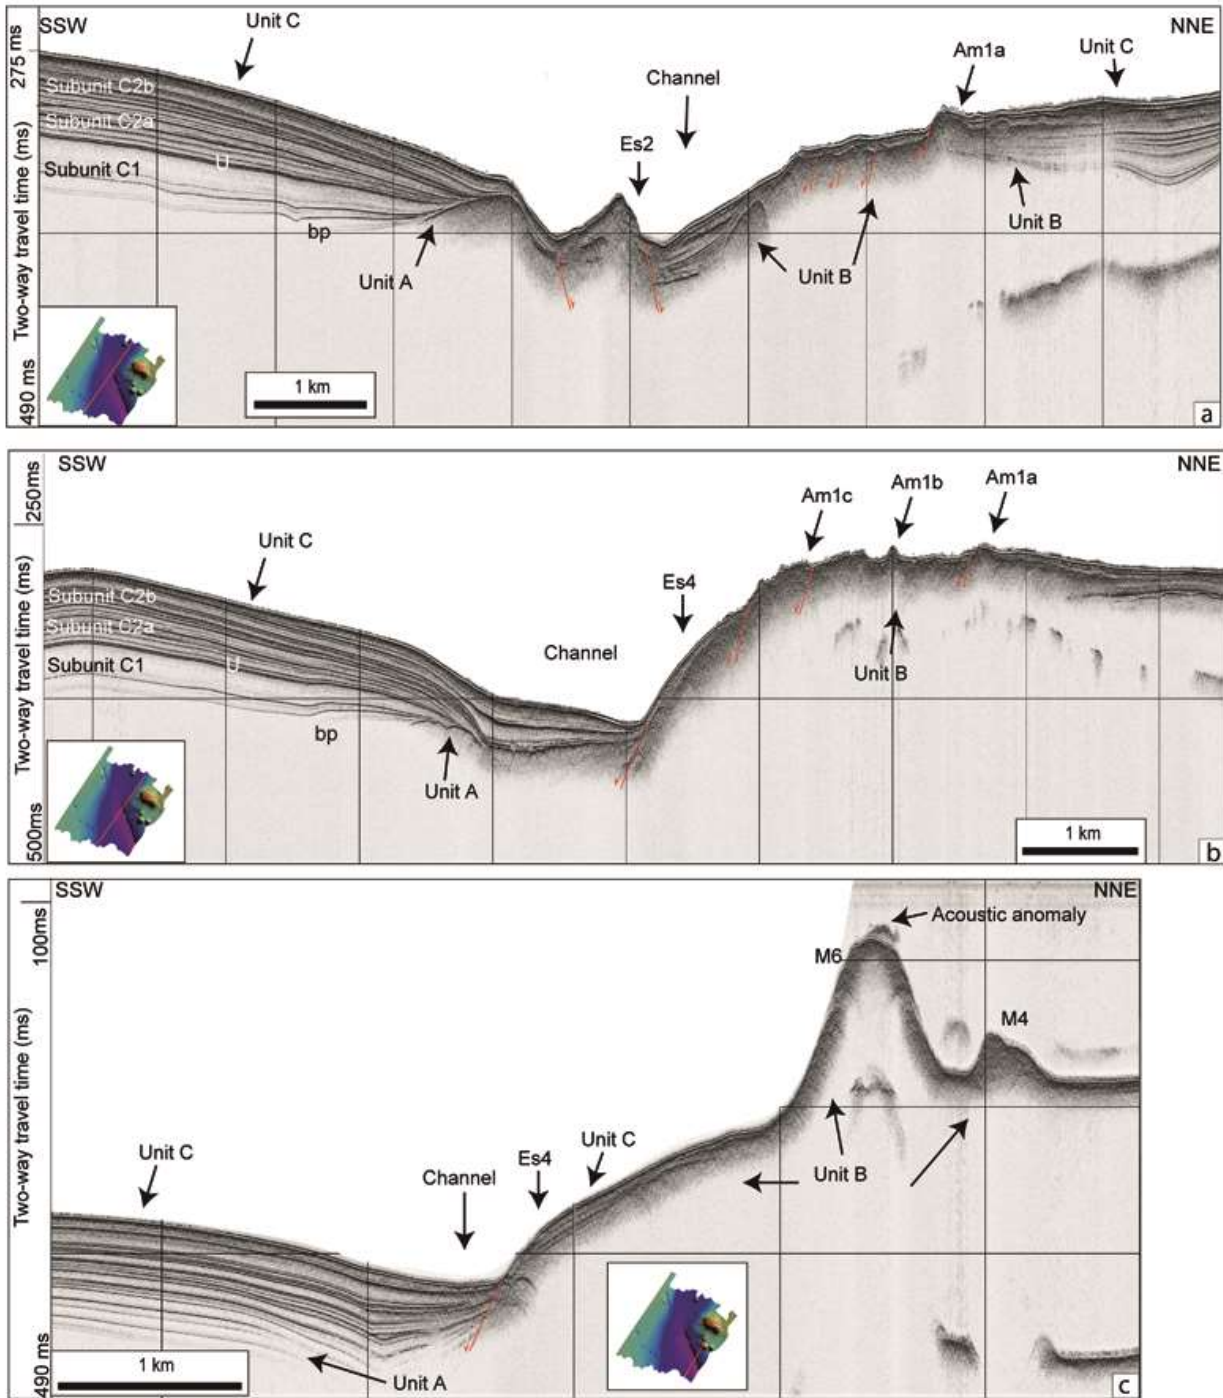 SSW
Unit C
NNE
Am1a
Unit C
275 ms
Channel
Subunit C2b
Subunit C2a
Es2
U
Subunit C1
Two-way travel time (ms)
bp
Unit B
Unit A
Unit B
1 km
490 ms
a
SSW
NNE
250ms
Am1a
Am1b
Am1c
Unit C
Es4
Subunit C2b
Subunit C2a
Channel
Subunit C1
U
Unit B
Two-way travel time (ms)
bp
Unit A
1 km
500ms
b
SSW
NNE
Acoustic anomaly
100ms
M6
M4
Two-way travel time (ms)
Unit C
Unit C
Es4
Channel
Unit B
1 km
Unit A
490 ms
c